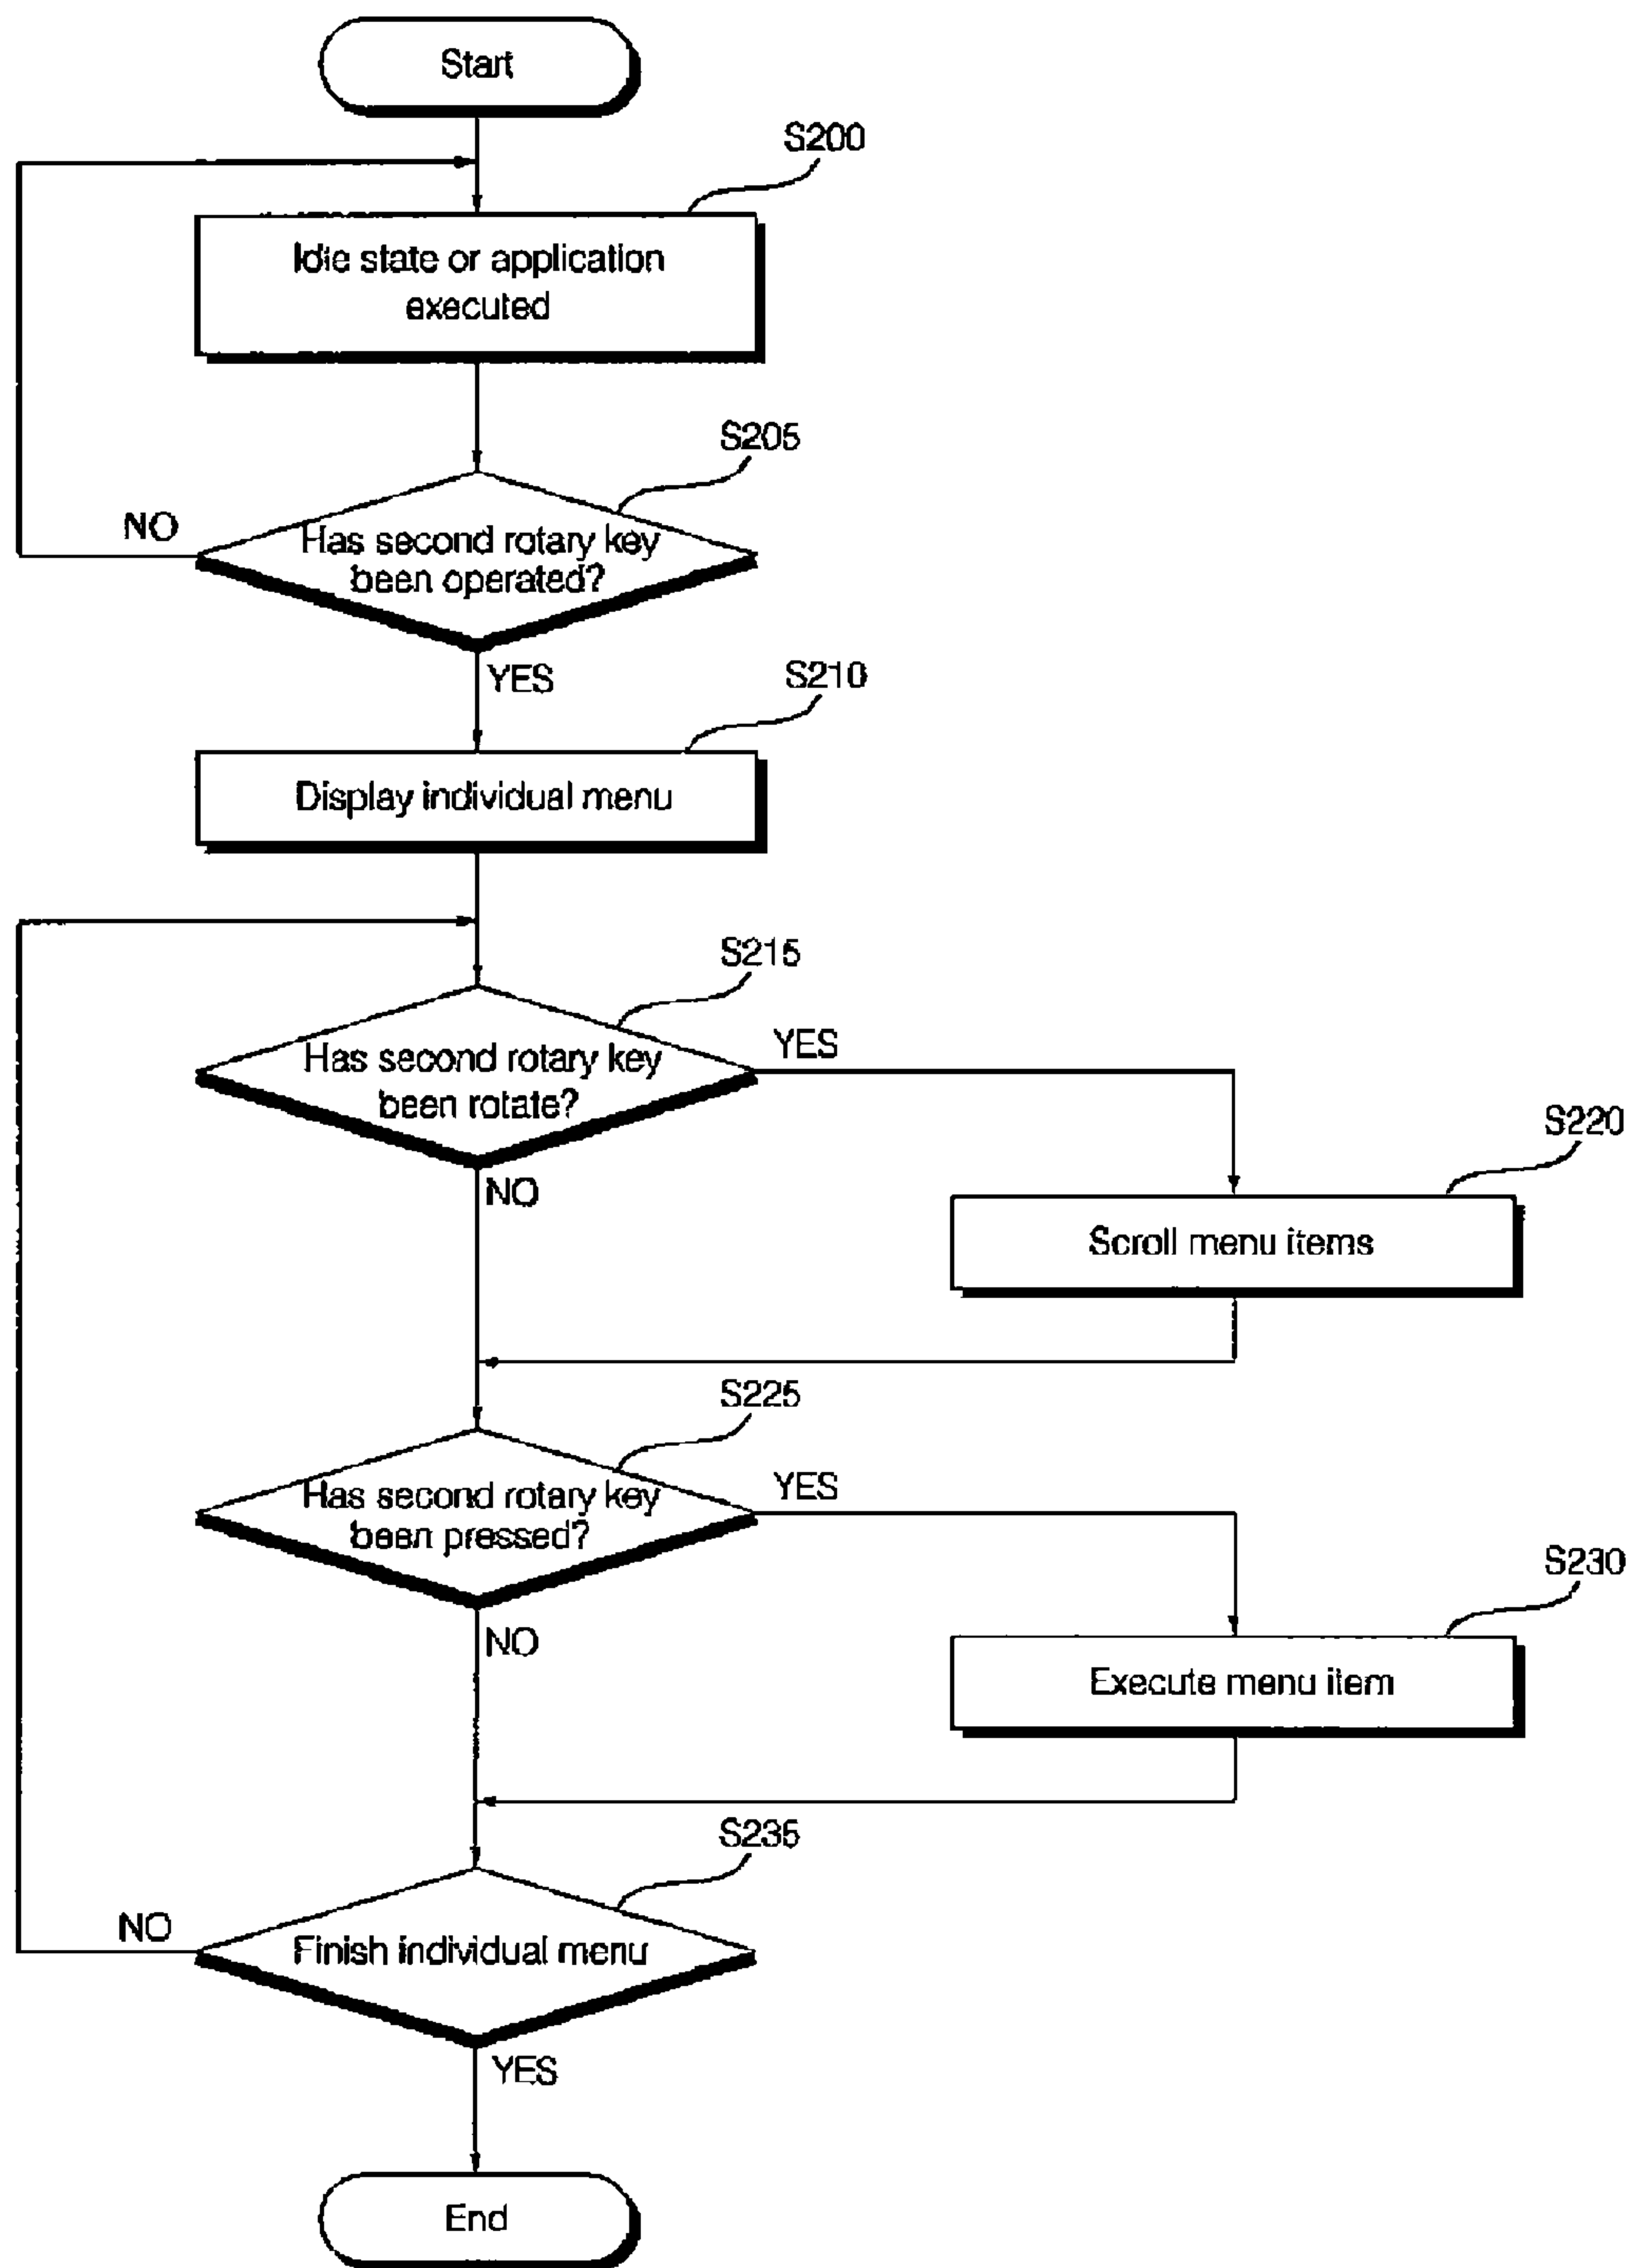 Start
S200
Idle state or application
executed
S205
NO
Has second rotary key
been operated?
YES
S210
Display individual menu
S215
YES
Has second rotary key
been rotate?
NO
S220
Scroll menu items
S225
YES
Has second rotary key
been pressed?
NO
S230
Execute menu item
S235
NO
Finish individual menu
YES
End